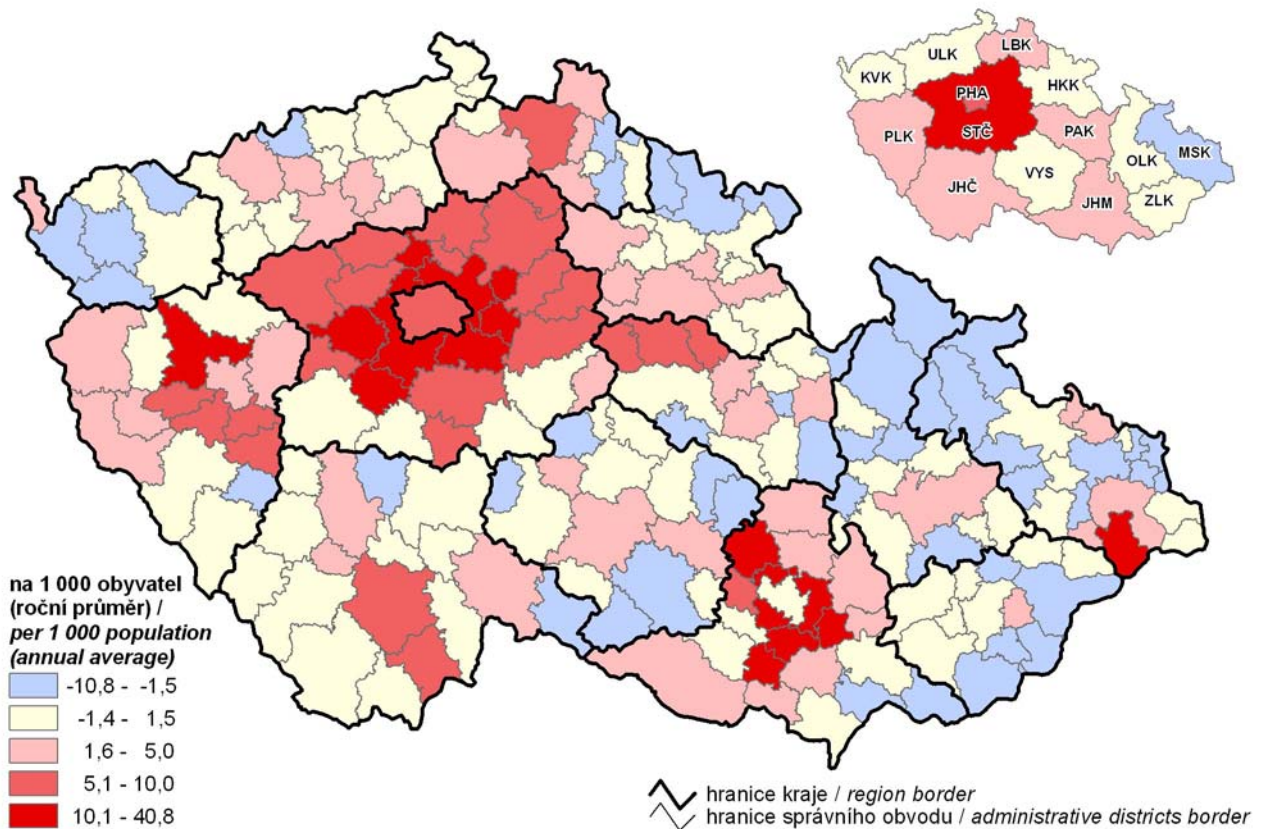 ULK
LBK
KVK
HKK
PHA
STČ
PLK
PAK
OLK
MSK
VYS
JHČ
JHM
ZLK
na 1 000 obyvatel
(roční průměr) /
per 1 000 population
(annual average)
-10,8 - -1,5
-1,4 - 1,5
1,6 - 5,0
5,1 - 10,0
10,1 - 40,8
hranice kraje / region border
hranice správního obvodu / administrative districts border